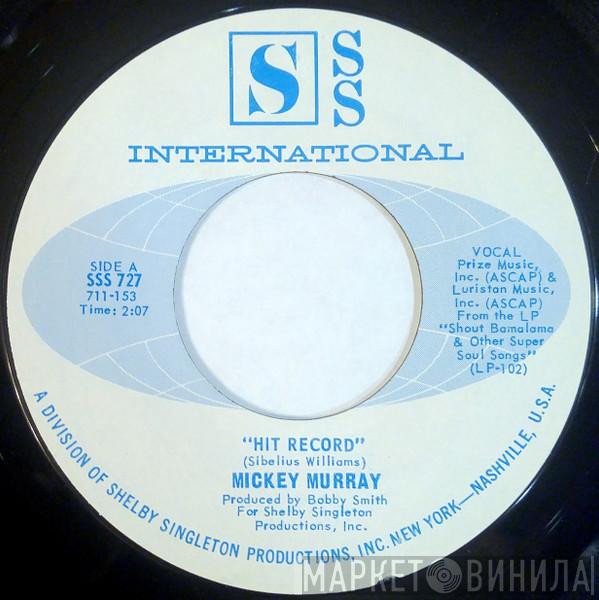 S S
S
INTERNATIONAL
SIDE A
SSS 727
711-153
Time: 2:07
VOCAL
Prize Music,
Inc. (ASCAP) &
Luristan Music,
Inc. (ASCAP)
From the LP
"Shout Bamalama
& Other Super
Soul Songs"
(LP-102)
"HIT RECORD"
(Sibelius Williams)
MICKEY MURRAY
Produced by Bobby Smith
For Shelby Singleton
Productions, Inc.
A DIVISION OF SHELBY SINGLETON PRODUCTIONS, INC. NEW YORK—NASHVILLE, U.S.A.
МАРКЕТ ВИНИЛА